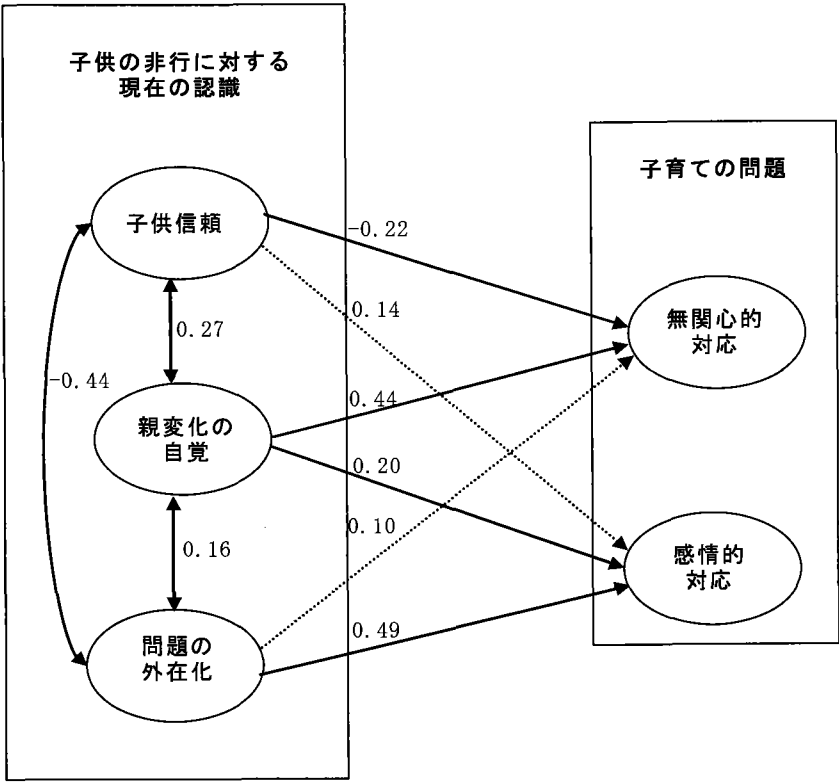 子供の非行に対する
現在の認識
子育ての問題
子供信頼
-0.22
無関心的
対応
0.14
0.27
-0.44
0.44
親変化の
自覚
0.20
0.10
0.16
感情的
対応
問題の
外在化
0.49